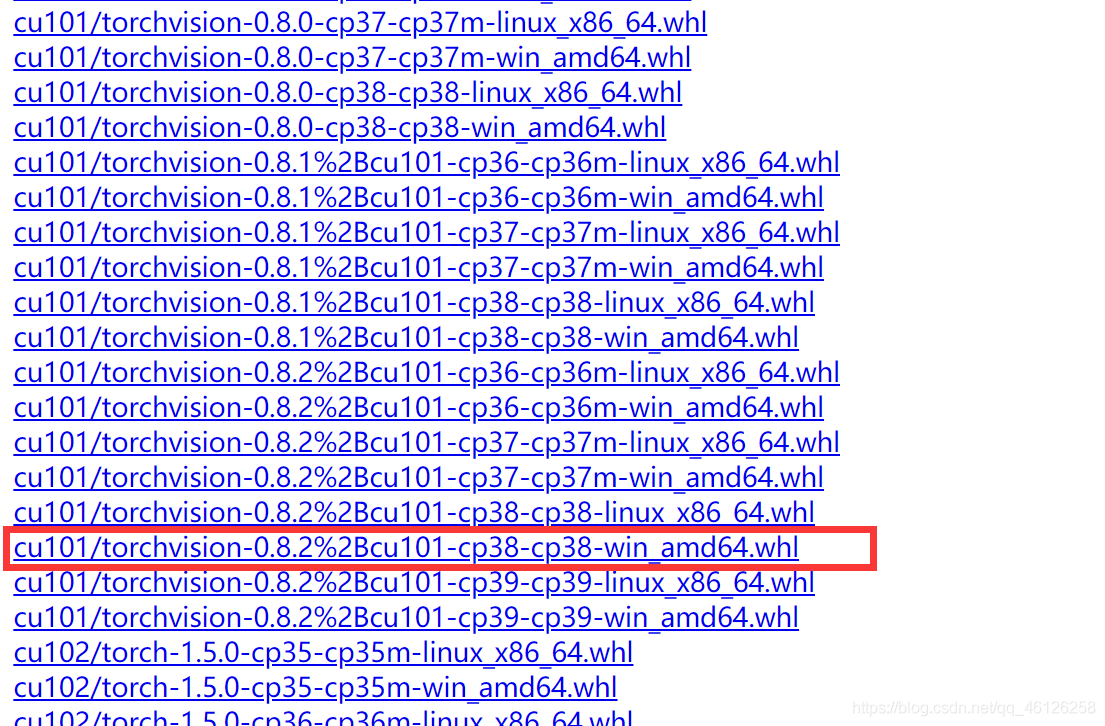 cu101/torchvision-0.8.0-cp37-cp37m-linux_x86_64.whl
cu101/torchvision-0.8.0-cp37-cp37m-win_amd64.whl
cu101/torchvision-0.8.0-cp38-cp38-linux_x86_64.whl
cu101/torchvision-0.8.0-cp38-cp38-win_amd64.whl
cu101/torchvision-0.8.1%2Bcu101-cp36-cp36m-linux_x86_64.whl
cu101/torchvision-0.8.1%2Bcu101-cp36-cp36m-win_amd64.whl
cu101/torchvision-0.8.1%2Bcu101-cp37-cp37m-linux_x86_64.whl
cu101/torchvision-0.8.1%2Bcu101-cp37-cp37m-win_amd64.whl
cu101/torchvision-0.8.1%2Bcu101-cp38-cp38-linux_x86_64.whl
cu101/torchvision-0.8.1%2Bcu101-cp38-cp38-win_amd64.whl
cu101/torchvision-0.8.2%2Bcu101-cp36-cp36m-linux_x86_64.whl
cu101/torchvision-0.8.2%2Bcu101-cp36-cp36m-win_amd64.whl
cu101/torchvision-0.8.2%2Bcu101-cp37-cp37m-linux_x86_64.whl
cu101/torchvision-0.8.2%2Bcu101-cp37-cp37m-win_amd64.whl
cu101/torchvision-0.8.2%2Bcu101-cp38-cp38-linux_x86_64.whl
cu101/torchvision-0.8.2%2Bcu101-cp38-cp38-win_amd64.whl
cu101/torchvision-0.8.2%2Bcu101-cp39-cp39-linux_x86_64.whl
cu101/torchvision-0.8.2%2Bcu101-cp39-cp39-win_amd64.whl
cu102/torch-1.5.0-cp35-cp35m-linux_x86_64.whl
cu102/torch-1.5.0-cp35-cp35m-win_amd64.whl
cu102/torch-1.5.0-cp36-cp36m-linux_x86_64.whl
https://blog.csdn.net/qq_46126258